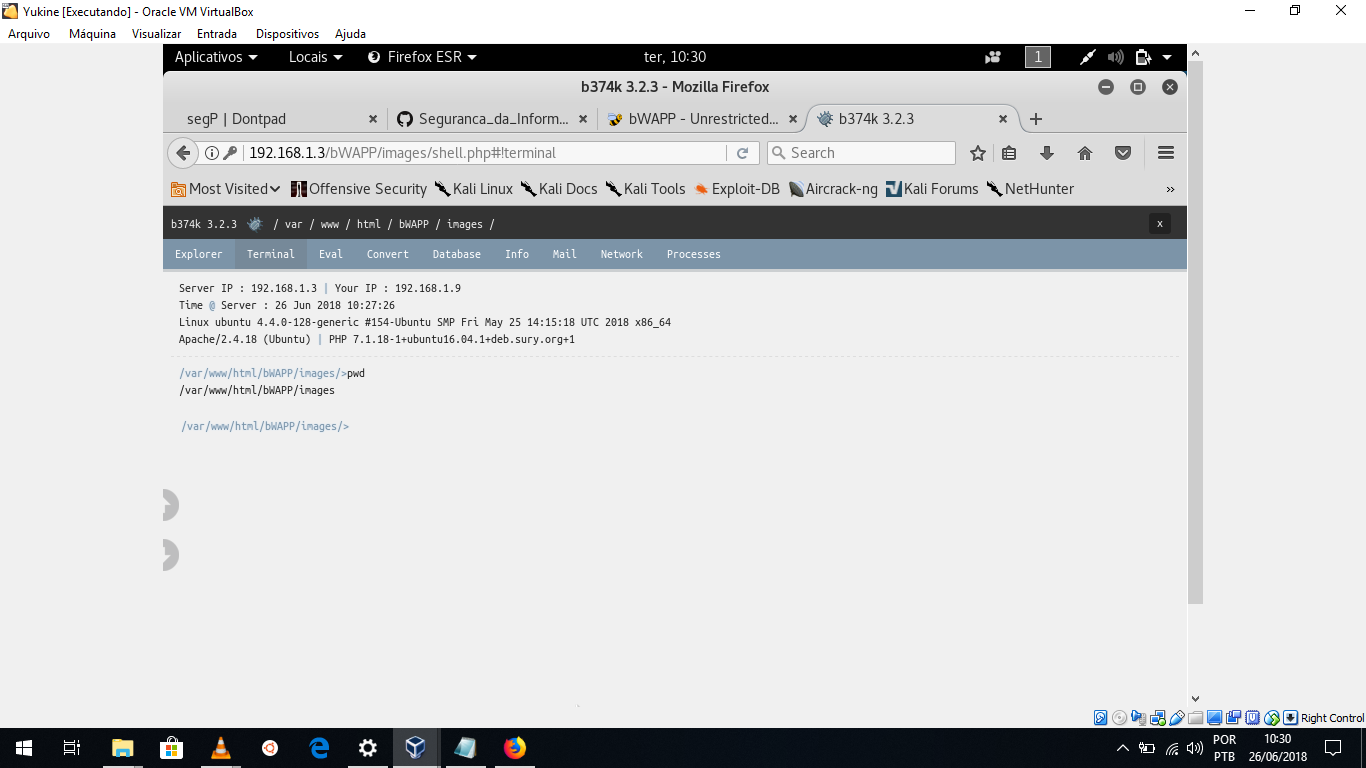 Yukine [Executando] - Oracle VM VirtualBox
Arquivo Máquina Visualizar Entrada Dispositivos Ajuda
Aplicativos Locais Firefox ESR ter, 10:30 1
b374k 3.2.3 - Mozilla Firefox
segP | Dontpad Seguranca_da_Inform... bWAPP - Unrestricted... b374k 3.2.3
192.168.1.3/bWAPP/images/shell.php#!terminal Search
Most Visited Offensive Security Kali Linux Kali Docs Kali Tools Exploit-DB Aircrack-ng Kali Forums NetHunter »
b374k 3.2.3 / var / www / html / bWAPP / images / x
Explorer Terminal Eval Convert Database Info Mail Network Processes
Server IP : 192.168.1.3 | Your IP : 192.168.1.9
Time @ Server : 26 Jun 2018 10:27:26
Linux ubuntu 4.4.0-128-generic #154-Ubuntu SMP Fri May 25 14:15:18 UTC 2018 x86_64
Apache/2.4.18 (Ubuntu) | PHP 7.1.18-1+ubuntu16.04.1+deb.sury.org+1
/var/www/html/bWAPP/images/>pwd
/var/www/html/bWAPP/images
/var/www/html/bWAPP/images/>
Right Control
POR 10:30
PTB 26/06/2018